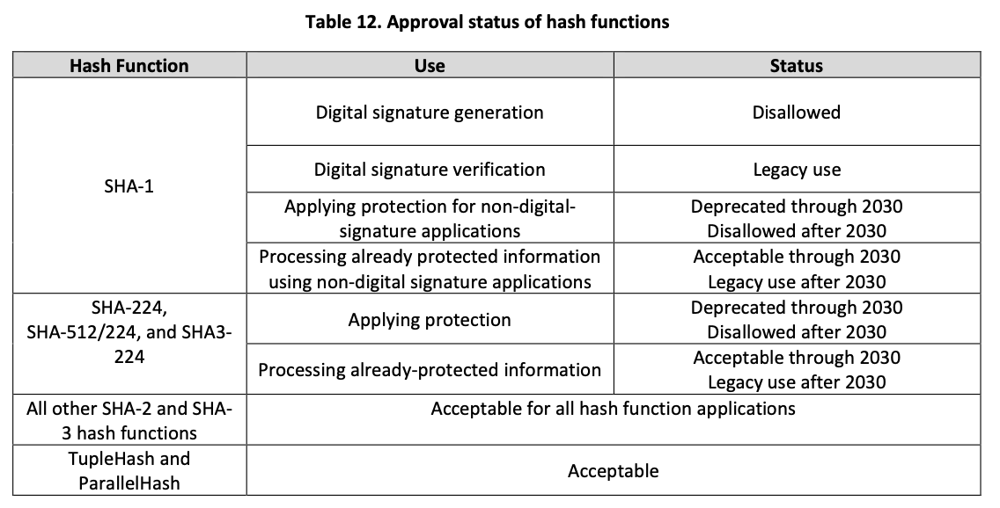 Table 12. Approval status of hash functions
Hash Function
Use
Status
SHA-1
Digital signature generation
Disallowed
Digital signature verification
Legacy use
Applying protection for non-digital-
signature applications
Deprecated through 2030
Disallowed after 2030
Processing already protected information
using non-digital signature applications
Acceptable through 2030
Legacy use after 2030
SHA-224,
SHA-512/224, and SHA3-
224
Applying protection
Deprecated through 2030
Disallowed after 2030
Processing already-protected information
Acceptable through 2030
Legacy use after 2030
All other SHA-2 and SHA-
3 hash functions
Acceptable for all hash function applications
TupleHash and
ParallelHash
Acceptable